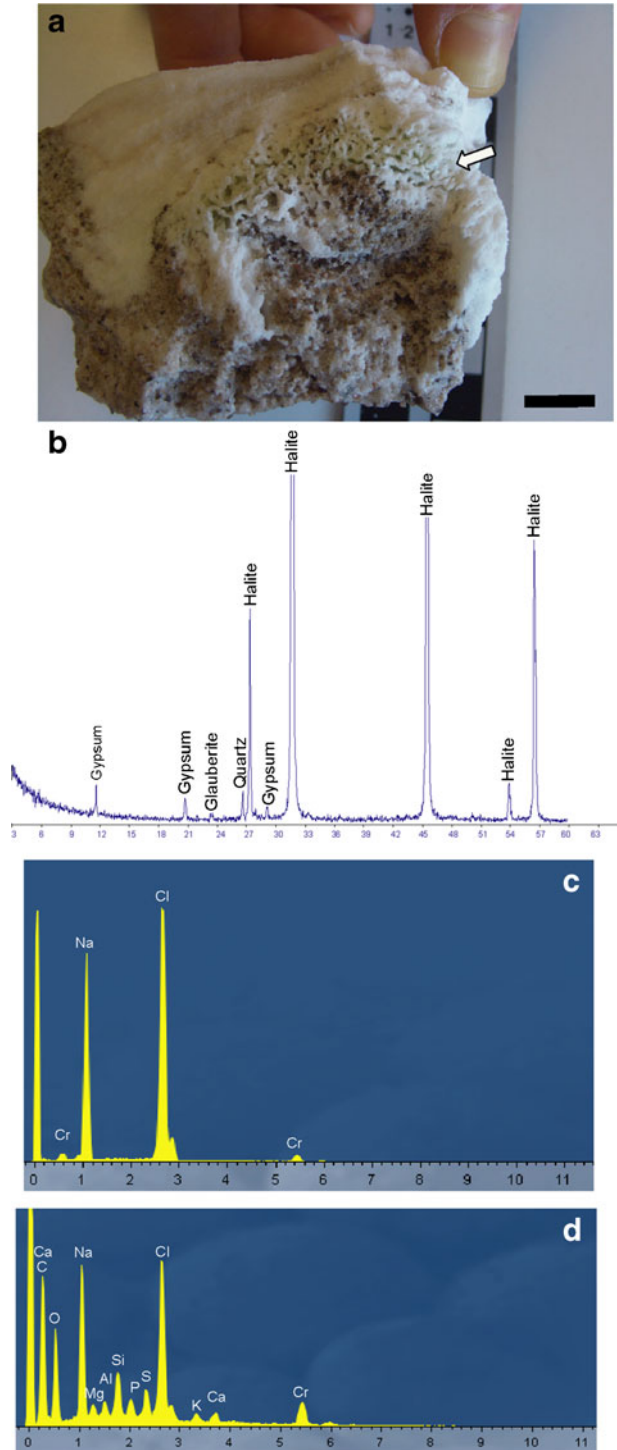 a
1 2
b
Halite
Halite
Halite
Halite
Halite
Gypsum
Gypsum
Glauberite
Quartz
Gypsum
3 6 9 12 15 18 21 24 27 30 33 36 39 42 45 48 51 54 57 60 63
c
Cl
Na
Cr
Cr
0 1 2 3 4 5 6 7 8 9 10 11
d
Ca
C
O
Na
Mg
Al
Si
P
S
Cl
K
Ca
Cr
0 1 2 3 4 5 6 7 8 9 10 11